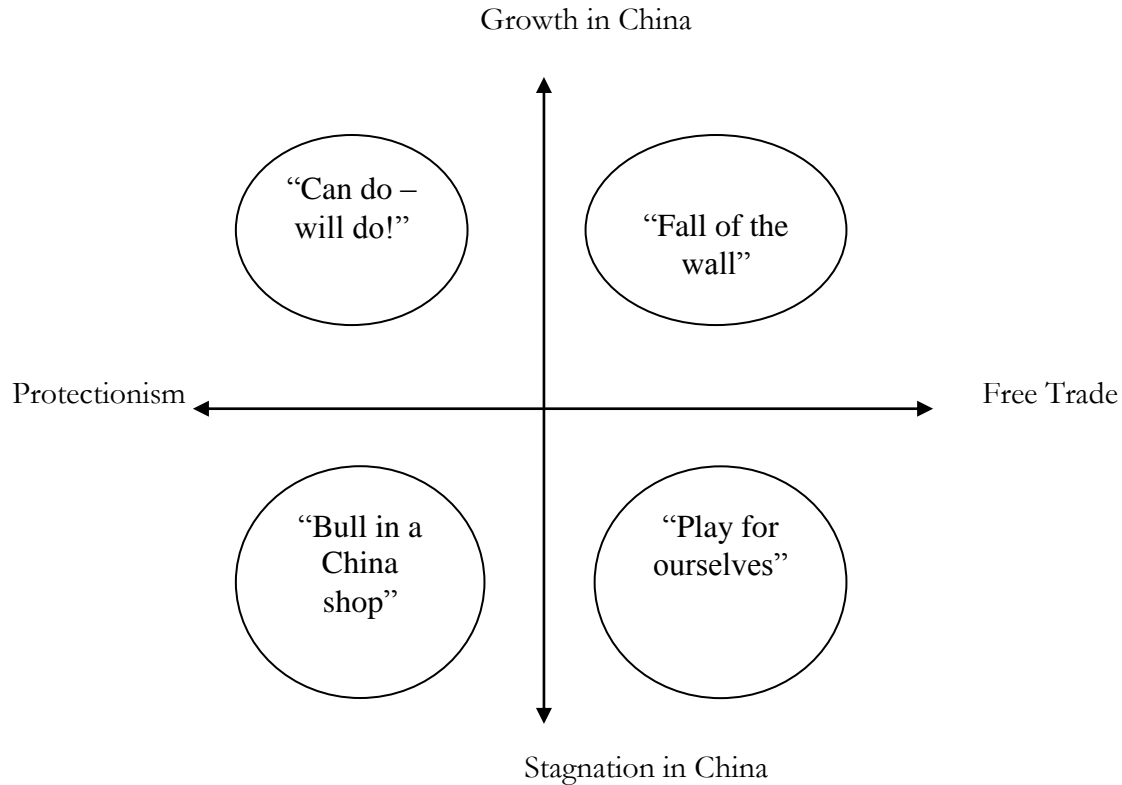 Growth in China
“Can do –
will do!”
“Fall of the
wall”
Protectionism
Free Trade
“Bull in a
China
shop”
“Play for
ourselves”
Stagnation in China